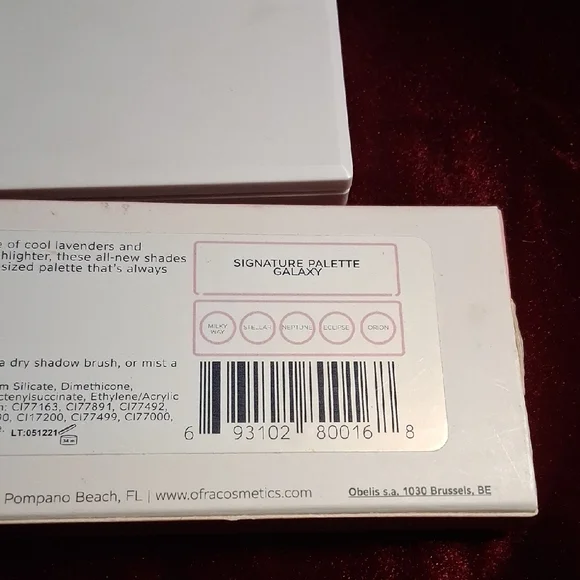 e of cool lavenders and
hlighter, these all-new shades
sized palette that's always
SIGNATURE PALETTE
GALAXY
MILKY WAY
STELLAR
NEPTUNE
ECLIPSE
ORION
a dry shadow brush, or mist a
m Silicate, Dimethicone,
ctenylsuccinate, Ethylene/Acrylic
n: CI77163, CI77891, CI77492,
00, CI17200, CI77499, CI77000,
e. LT:051221
6 93102 80016 8
Pompano Beach, FL | www.ofracosmetics.com
Obelis s.a. 1030 Brussels, BE